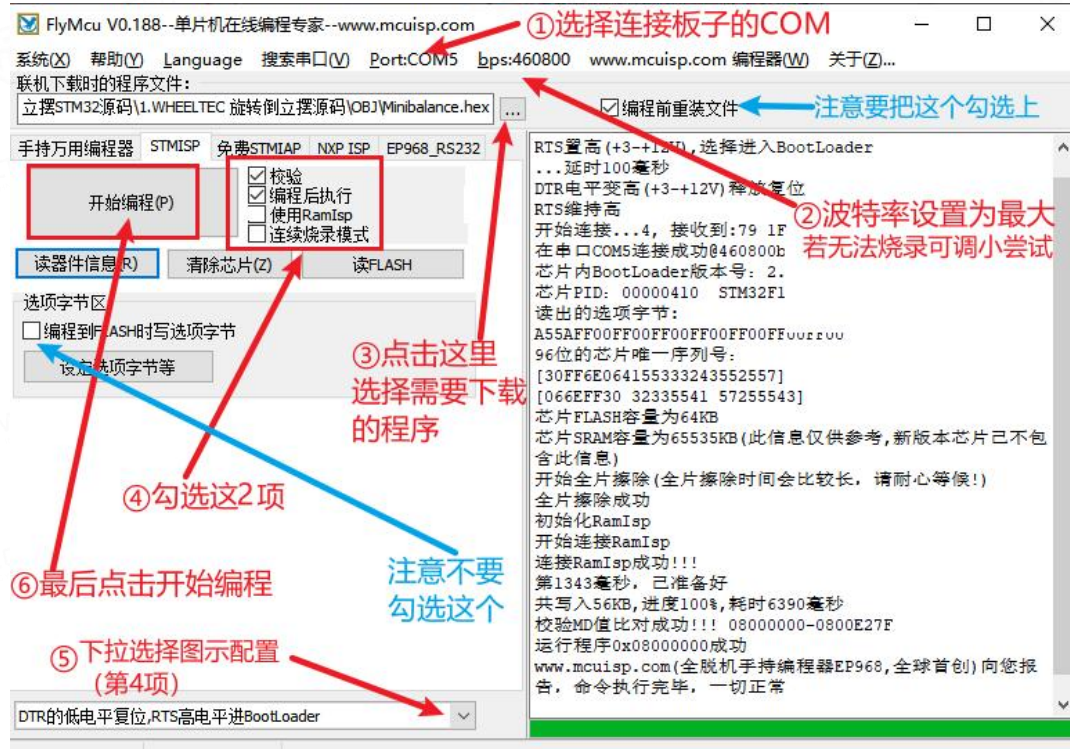 FlyMcu V0.188--单片机在线编程专家--www.mcuisp.com
①选择连接板子的COM
系统(X) 帮助(Y) Language 搜索串口(V) Port:COM5 bps:460800 www.mcuisp.com 编程器(W) 关于(Z)...
联机下载时的程序文件:
立摆STM32源码\1.WHEELTEC 旋转倒立摆源码\OBJ\Minibalance.hex ...
编程前重装文件
注意要把这个勾选上
手持万用编程器 STMISP 免费STMIAP NXP ISP EP968_RS232
开始编程(P)
校验
编程后执行
使用RamIsp
连续烧录模式
读器件信息(R) 清除芯片(Z) 读FLASH
选项字节区
编程到FLASH时写选项字节
设定选项字节等
③点击这里
选择需要下载
的程序
④勾选这2项
⑥最后点击开始编程
注意不要
勾选这个
⑤下拉选择图示配置
(第4项)
DTR的低电平复位,RTS高电平进BootLoader
RTS置高(+3-+12V),选择进入BootLoader
...延时100毫秒
DTR电平变高(+3-+12V)释放复位
RTS维持高
开始连接...4, 接收到:79 1F
在串口COM5连接成功@460800b
芯片内BootLoader版本号: 2.
芯片PID: 00000410 STM32F1
读出的选项字节:
A55AFF00FF00FF00FF00FF00FF
96位的芯片唯一序列号:
[30FF6E064155333243552557]
[066EFF30 32335541 57255543]
芯片FLASH容量为64KB
芯片SRAM容量为65535KB(此信息仅供参考,新版本芯片已不包
含此信息)
开始全片擦除(全片擦除时间会比较长，请耐心等候!)
全片擦除成功
初始化RamIsp
开始连接RamIsp
连接RamIsp成功!!!
第1343毫秒，已准备好
共写入56KB,进度100%,耗时6390毫秒
校验MD值比对成功!!! 08000000-0800E27F
运行程序0x08000000成功
www.mcuisp.com(全脱机手持编程器EP968,全球首创)向您报
告，命令执行完毕，一切正常
②波特率设置为最大
若无法烧录可调小尝试